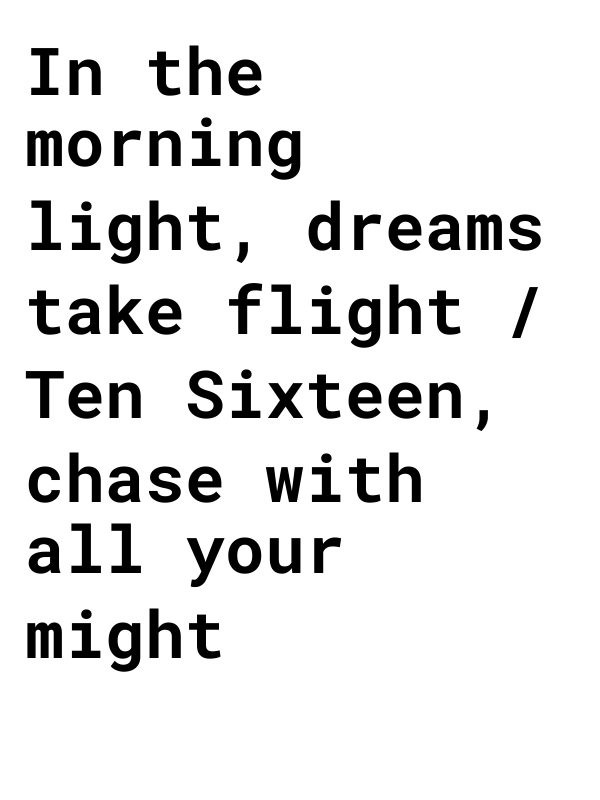 In the
morning
light, dreams
take flight /
Ten Sixteen,
chase with
all your
might